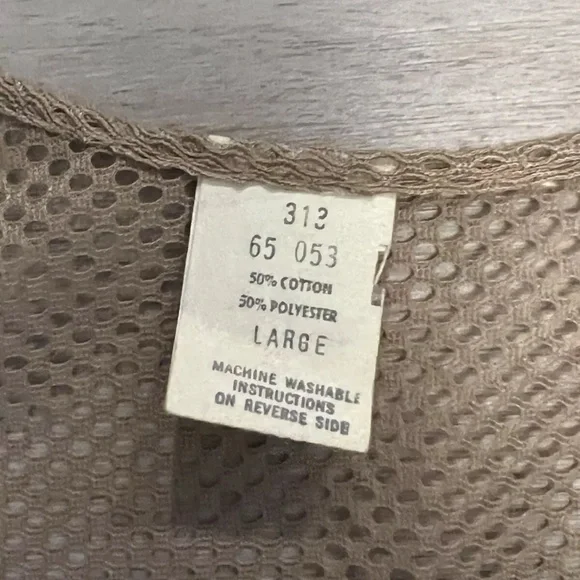 313
65 053
50% COTTON
50% POLYESTER
LARGE
MACHINE WASHABLE
INSTRUCTIONS
ON REVERSE SIDE